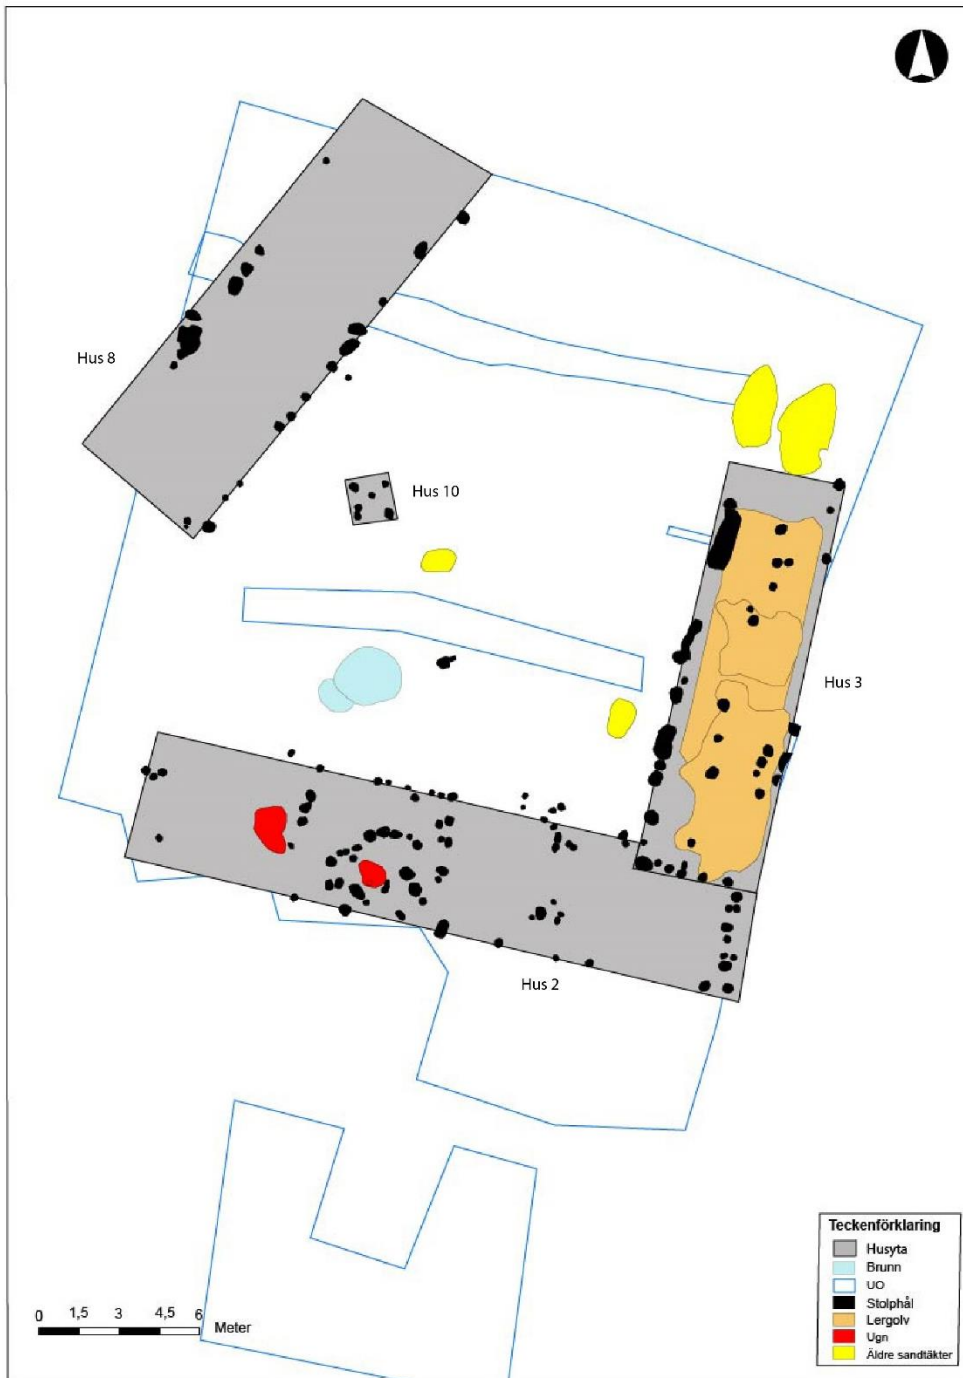 Hus 8
Hus 10
Hus 3
Hus 2
Teckenförklaring
Husyta
Brunn
UO
Stolphål
Lergolv
Ugn
Äldre sandtäkter
0 1,5 3 4,5 6
Meter